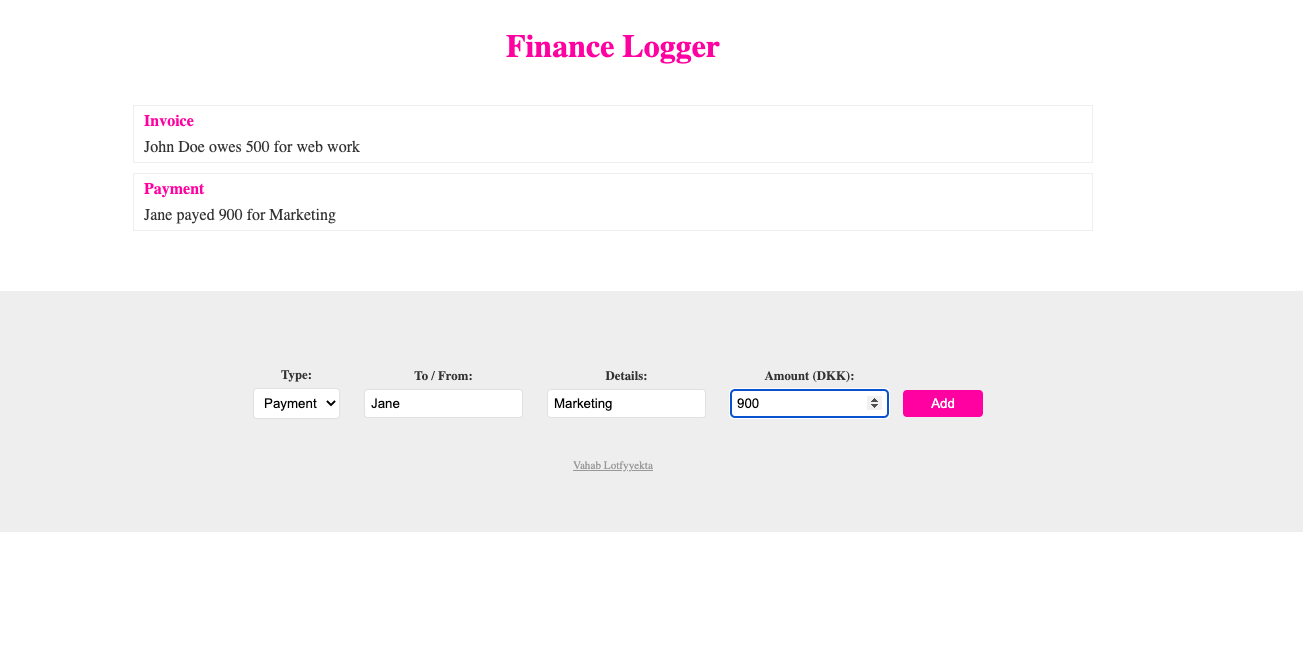 Finance Logger
Invoice
John Doe owes 500 for web work
Payment
Jane payed 900 for Marketing
Type:
To / From:
Details:
Amount (DKK):
Payment
Jane
Marketing
900
Add
Vahab Lotfyyekta